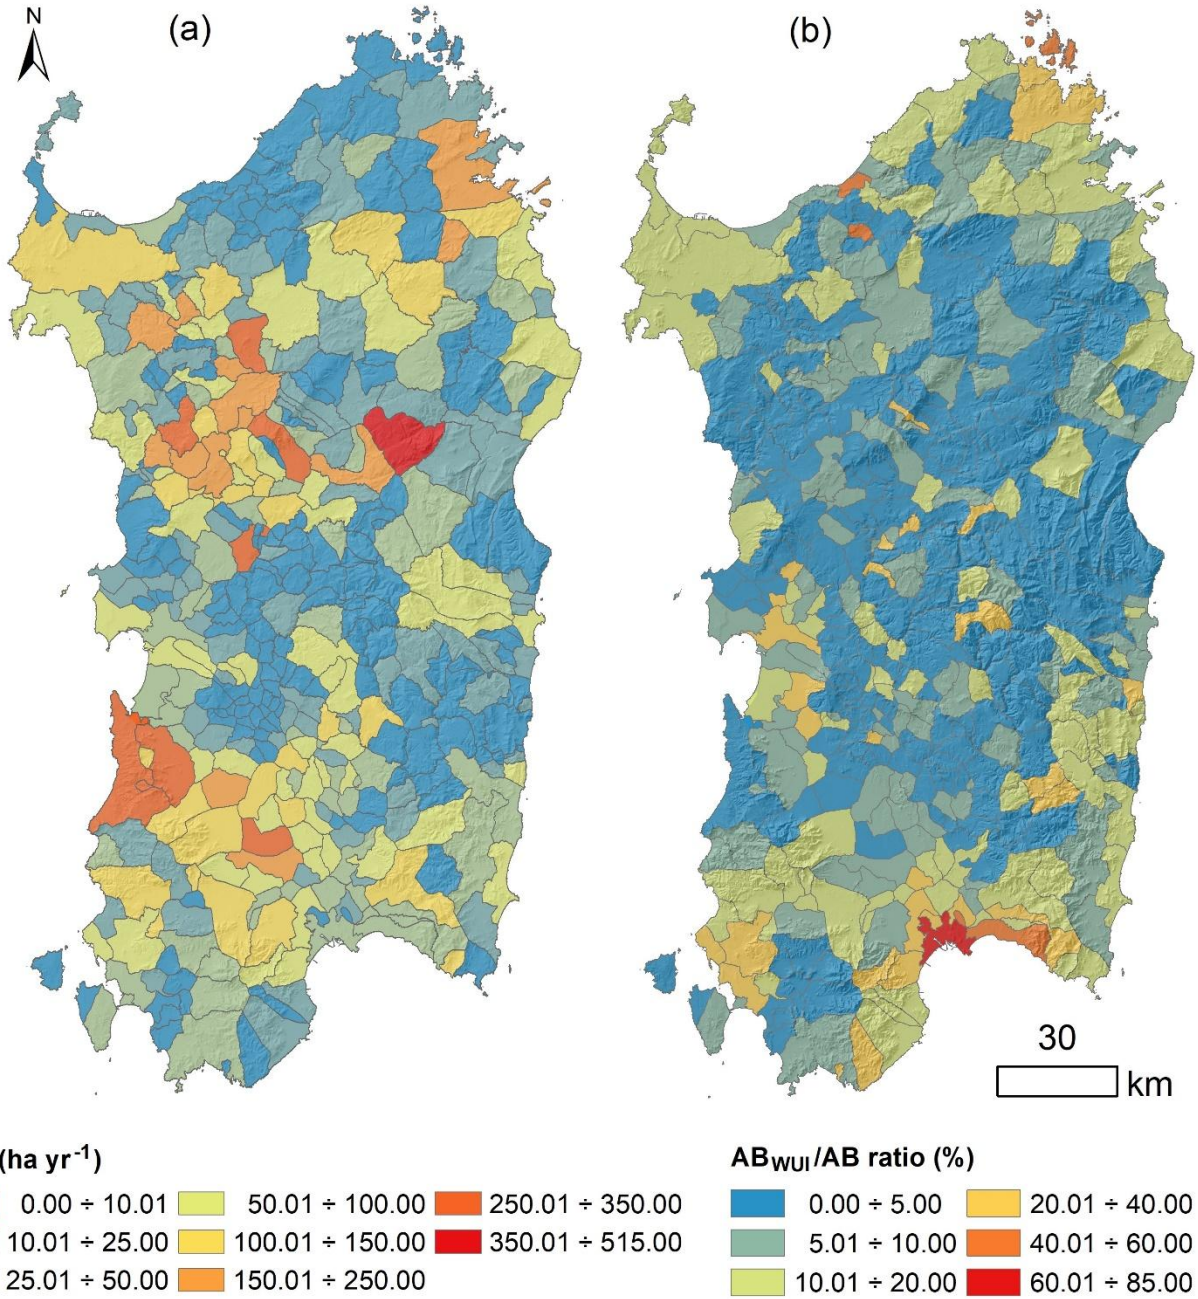 N
(a)
(b)
30
km
(ha yr⁻¹)
0.00 ÷ 10.01
50.01 ÷ 100.00
250.01 ÷ 350.00
10.01 ÷ 25.00
100.01 ÷ 150.00
350.01 ÷ 515.00
25.01 ÷ 50.00
150.01 ÷ 250.00
AB_WUI/AB ratio (%)
0.00 ÷ 5.00
20.01 ÷ 40.00
5.01 ÷ 10.00
40.01 ÷ 60.00
10.01 ÷ 20.00
60.01 ÷ 85.00